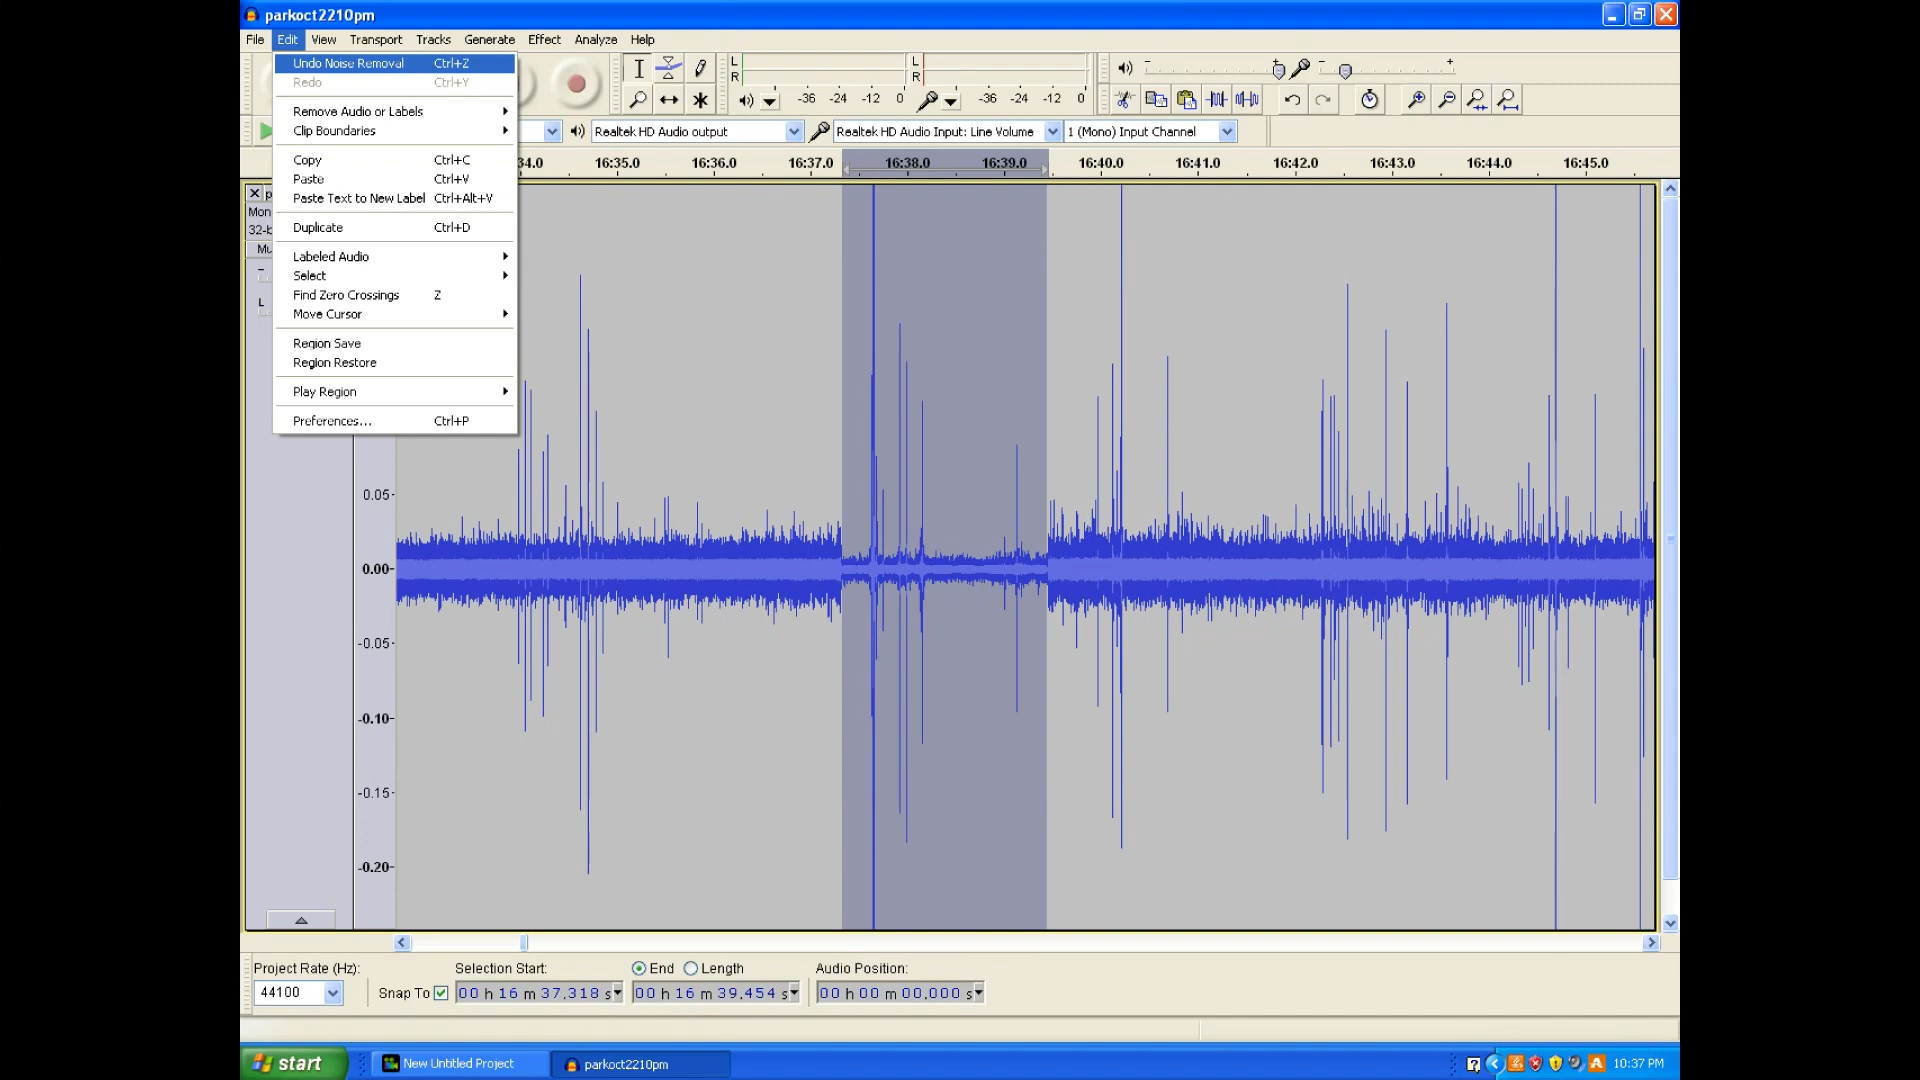 parkoct2210pm
File Edit View Transport Tracks Generate Effect Analyze Help
Undo Noise Removal Ctrl+Z
Redo Ctrl+Y
Remove Audio or Labels
Clip Boundaries
Copy Ctrl+C
Paste Ctrl+V
Paste Text to New Label Ctrl+Alt+V
Duplicate Ctrl+D
Labeled Audio
Select
Find Zero Crossings Z
Move Cursor
Region Save
Region Restore
Play Region
Preferences... Ctrl+P
L L
R R
-36 -24 -12 0 -36 -24 -12 0
Realtek HD Audio output Realtek HD Audio Input: Line Volume 1 (Mono) Input Channel
34.0 16:35.0 16:36.0 16:37.0 16:38.0 16:39.0 16:40.0 16:41.0 16:42.0 16:43.0 16:44.0 16:45.0
p
Mon
32-b
Mu
L
0.05
0.00
-0.05
-0.10
-0.15
-0.20
Project Rate (Hz): Selection Start: End Length Audio Position:
44100 Snap To 00 h 16 m 37.318 s 00 h 16 m 39.454 s 00 h 00 m 00.000 s
start New Untitled Project parkoct2210pm 10:37 PM